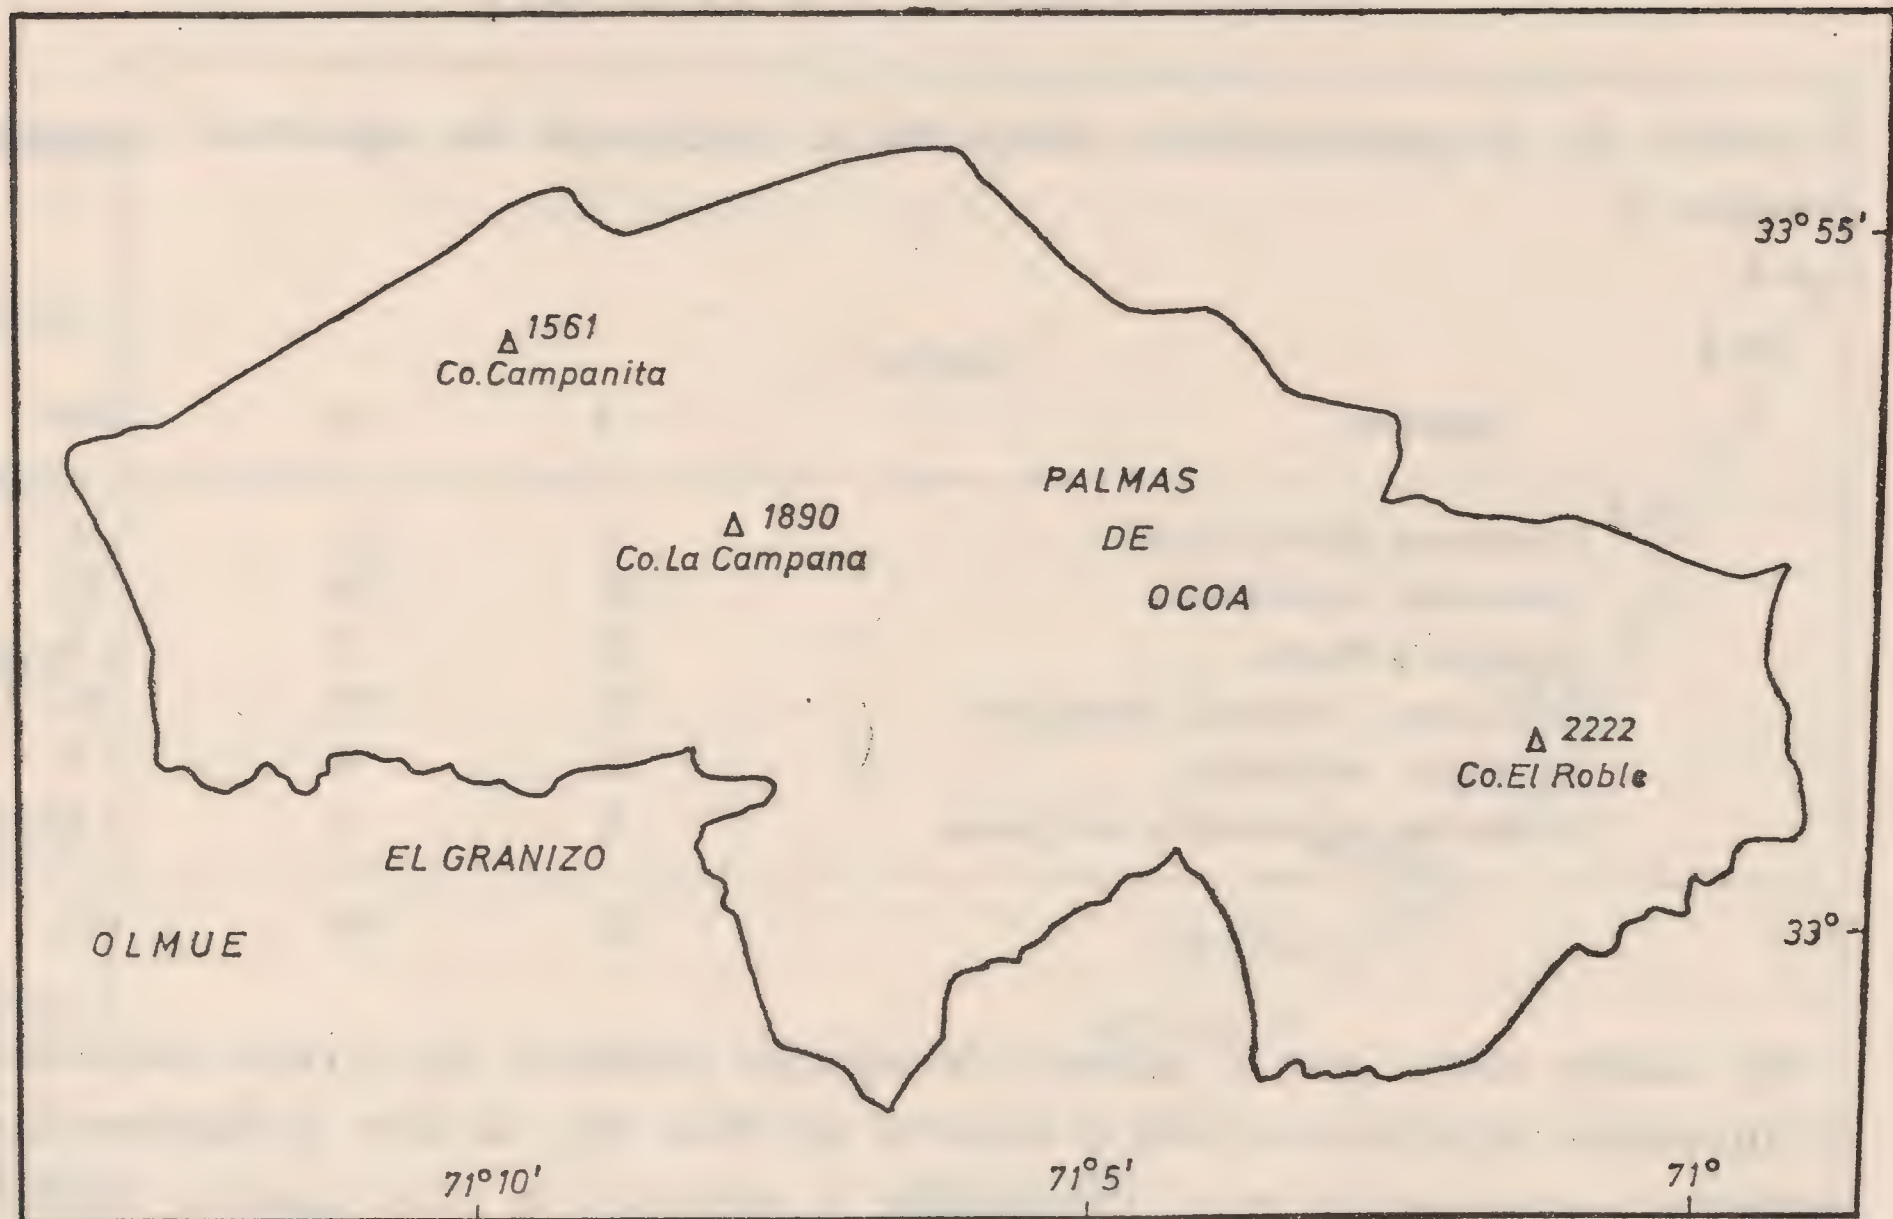 33° 55'
1561
Co. Campanita
PALMAS
DE
OCOA
1890
Co. La Campana
2222
Co. El Roble
EL GRANIZO
OLMUE
33°
71° 10'
71° 5'
71°